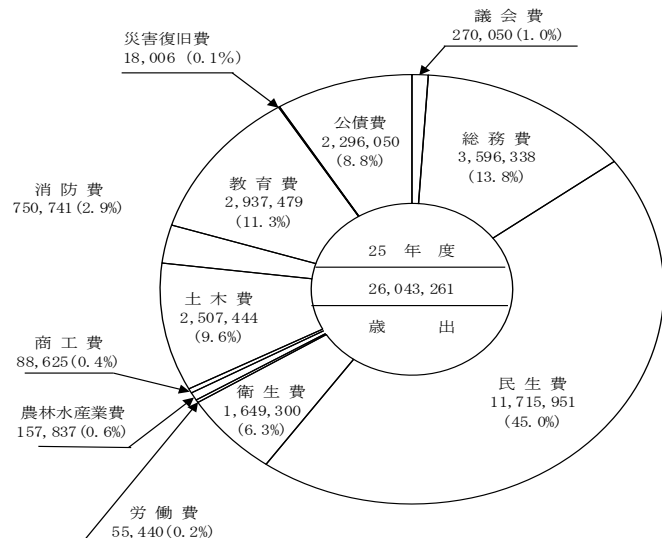 議会費
270,050(1.0%)
総務費
3,596,338
(13.8%)
民生費
11,715,951
(45.0%)
衛生費
1,649,300
(6.3%)
労働費
55,440(0.2%)
農林水産業費
157,837(0.6%)
商工費
88,625(0.4%)
土木費
2,507,444
(9.6%)
消防費
750,741(2.9%)
教育費
2,937,479
(11.3%)
災害復旧費
18,006 (0.1%)
公債費
2,296,050
(8.8%)
25 年 度
26,043,261
歳 出